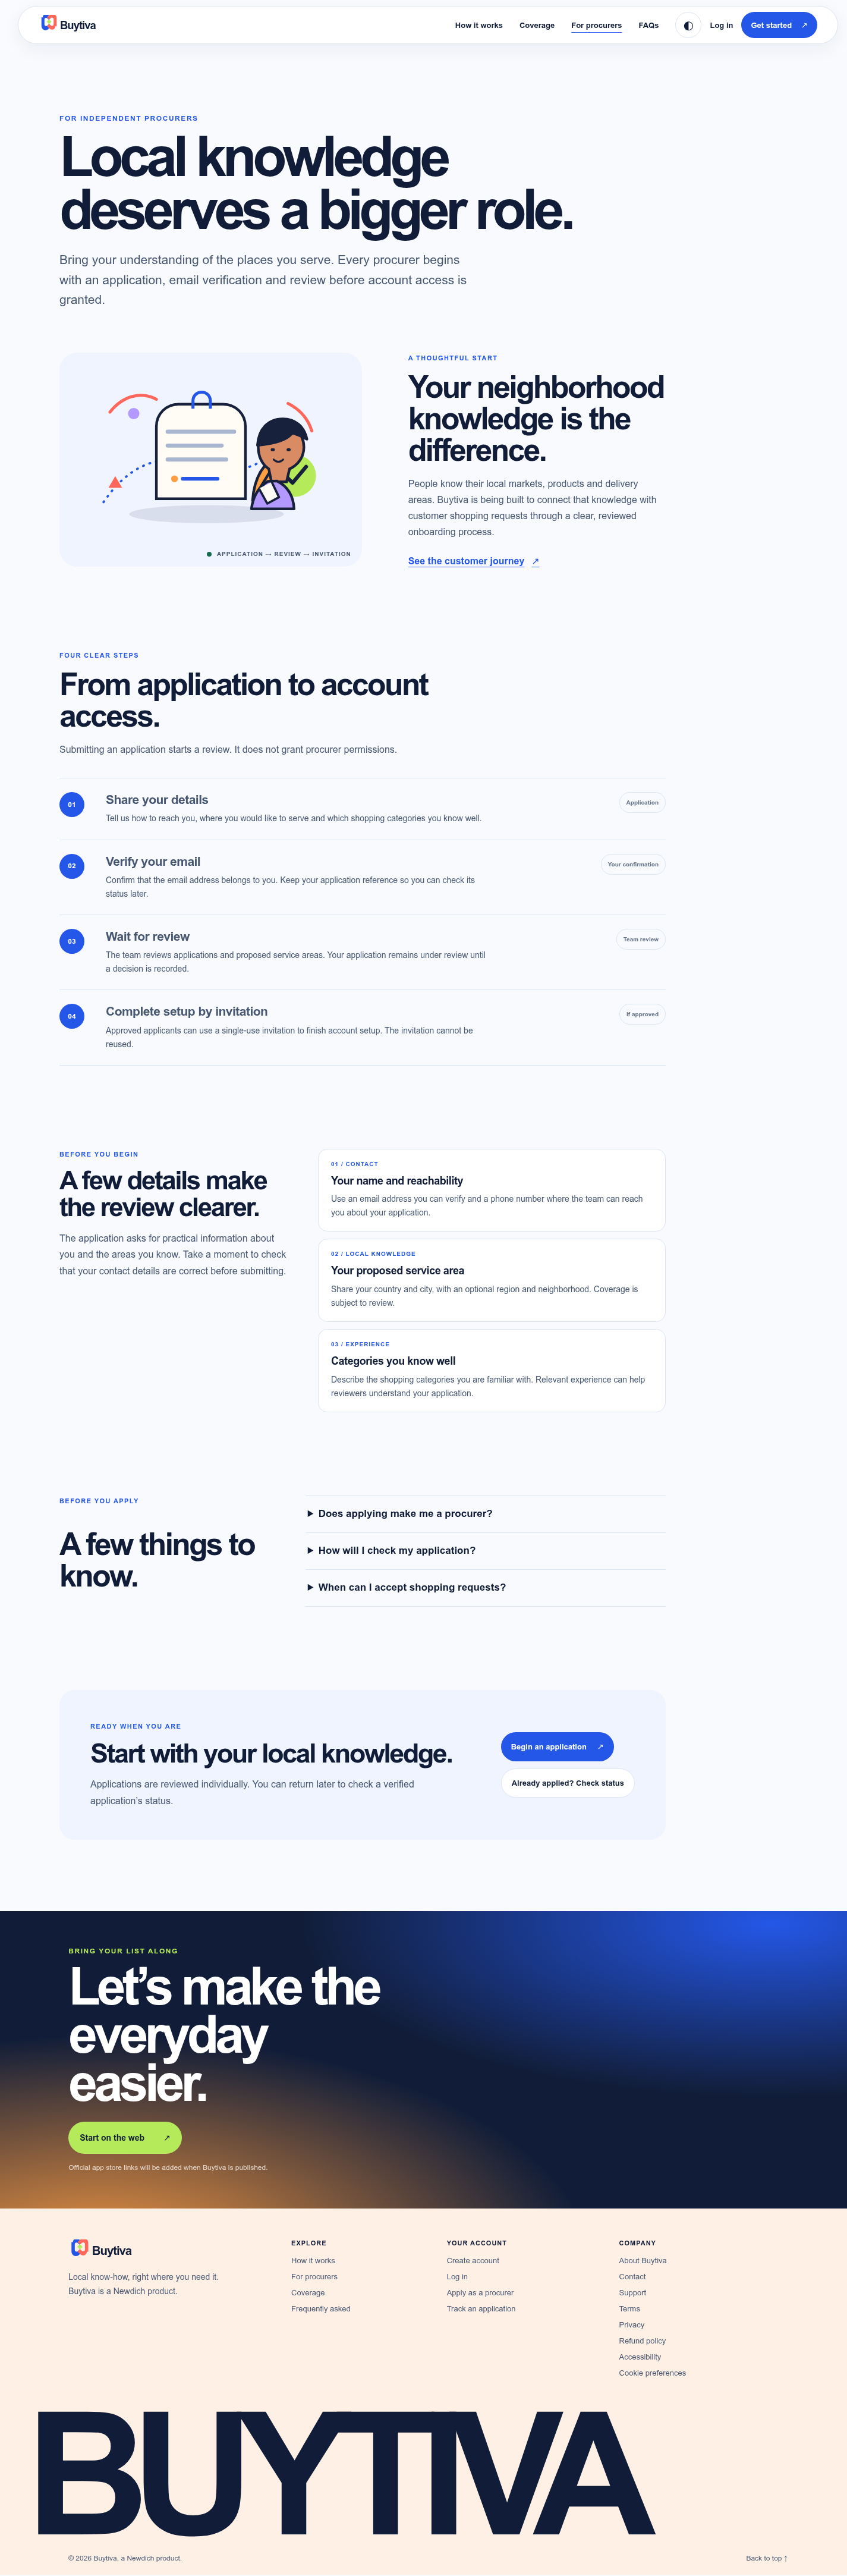 Buytiva
How it works
Coverage
For procurers
FAQs
Log in
Get started ↗
FOR INDEPENDENT PROCURERS
Local knowledge
deserves a bigger role.
Bring your understanding of the places you serve. Every procurer begins
with an application, email verification and review before account access is
granted.
APPLICATION → REVIEW → INVITATION
A THOUGHTFUL START
Your neighborhood
knowledge is the
difference.
People know their local markets, products and delivery
areas. Buytiva is being built to connect that knowledge with
customer shopping requests through a clear, reviewed
onboarding process.
See the customer journey ↗
FOUR CLEAR STEPS
From application to account
access.
Submitting an application starts a review. It does not grant procurer permissions.
01
Share your details
Tell us how to reach you, where you would like to serve and which shopping categories you know well.
Application
02
Verify your email
Confirm that the email address belongs to you. Keep your application reference so you can check its
status later.
Your confirmation
03
Wait for review
The team reviews applications and proposed service areas. Your application remains under review until
a decision is recorded.
Team review
04
Complete setup by invitation
Approved applicants can use a single-use invitation to finish account setup. The invitation cannot be
reused.
If approved
BEFORE YOU BEGIN
A few details make
the review clearer.
The application asks for practical information about
you and the areas you know. Take a moment to check
that your contact details are correct before submitting.
01 / CONTACT
Your name and reachability
Use an email address you can verify and a phone number where the team can reach
you about your application.
02 / LOCAL KNOWLEDGE
Your proposed service area
Share your country and city, with an optional region and neighborhood. Coverage is
subject to review.
03 / EXPERIENCE
Categories you know well
Describe the shopping categories you are familiar with. Relevant experience can help
reviewers understand your application.
BEFORE YOU APPLY
A few things to
know.
Does applying make me a procurer?
How will I check my application?
When can I accept shopping requests?
READY WHEN YOU ARE
Start with your local knowledge.
Applications are reviewed individually. You can return later to check a verified
application’s status.
Begin an application ↗
Already applied? Check status
BRING YOUR LIST ALONG
Let’s make the
everyday
easier.
Start on the web ↗
Official app store links will be added when Buytiva is published.
Buytiva
Local know-how, right where you need it.
Buytiva is a Newdich product.
EXPLORE
How it works
For procurers
Coverage
Frequently asked
YOUR ACCOUNT
Create account
Log in
Apply as a procurer
Track an application
COMPANY
About Buytiva
Contact
Support
Terms
Privacy
Refund policy
Accessibility
Cookie preferences
BUYTIVA
© 2026 Buytiva, a Newdich product.
Back to top ↑